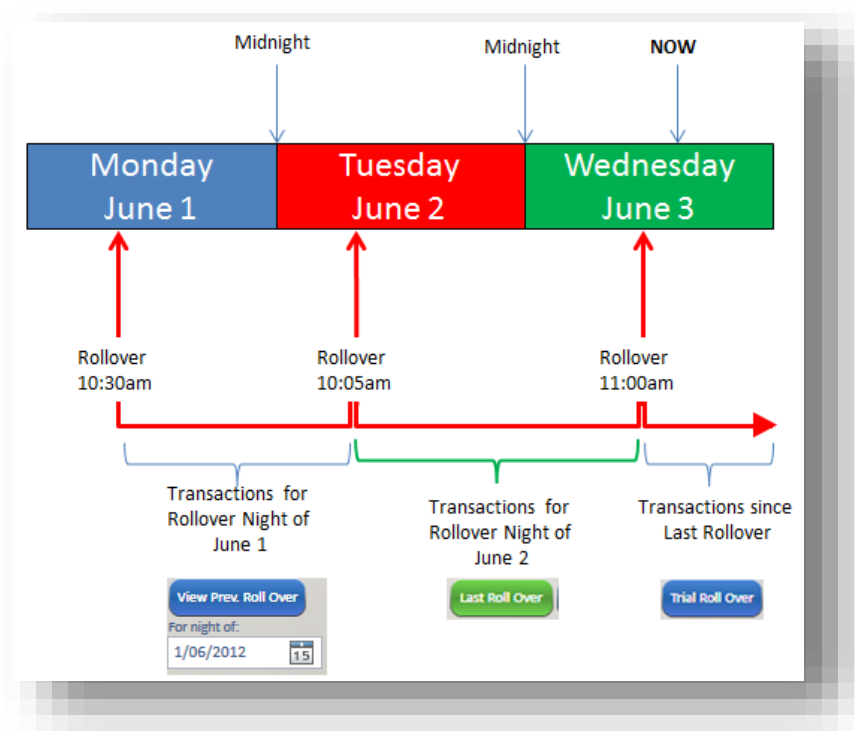 Midnight
Midnight
NOW
Monday
June 1
Tuesday
June 2
Wednesday
June 3
Rollover
10:30am
Rollover
10:05am
Rollover
11:00am
Transactions for
Rollover Night of
June 1
Transactions for
Rollover Night of
June 2
Transactions since
Last Rollover
View Prev. Roll Over
For night of:
1/06/2012
15
Last Roll Over
Trial Roll Over